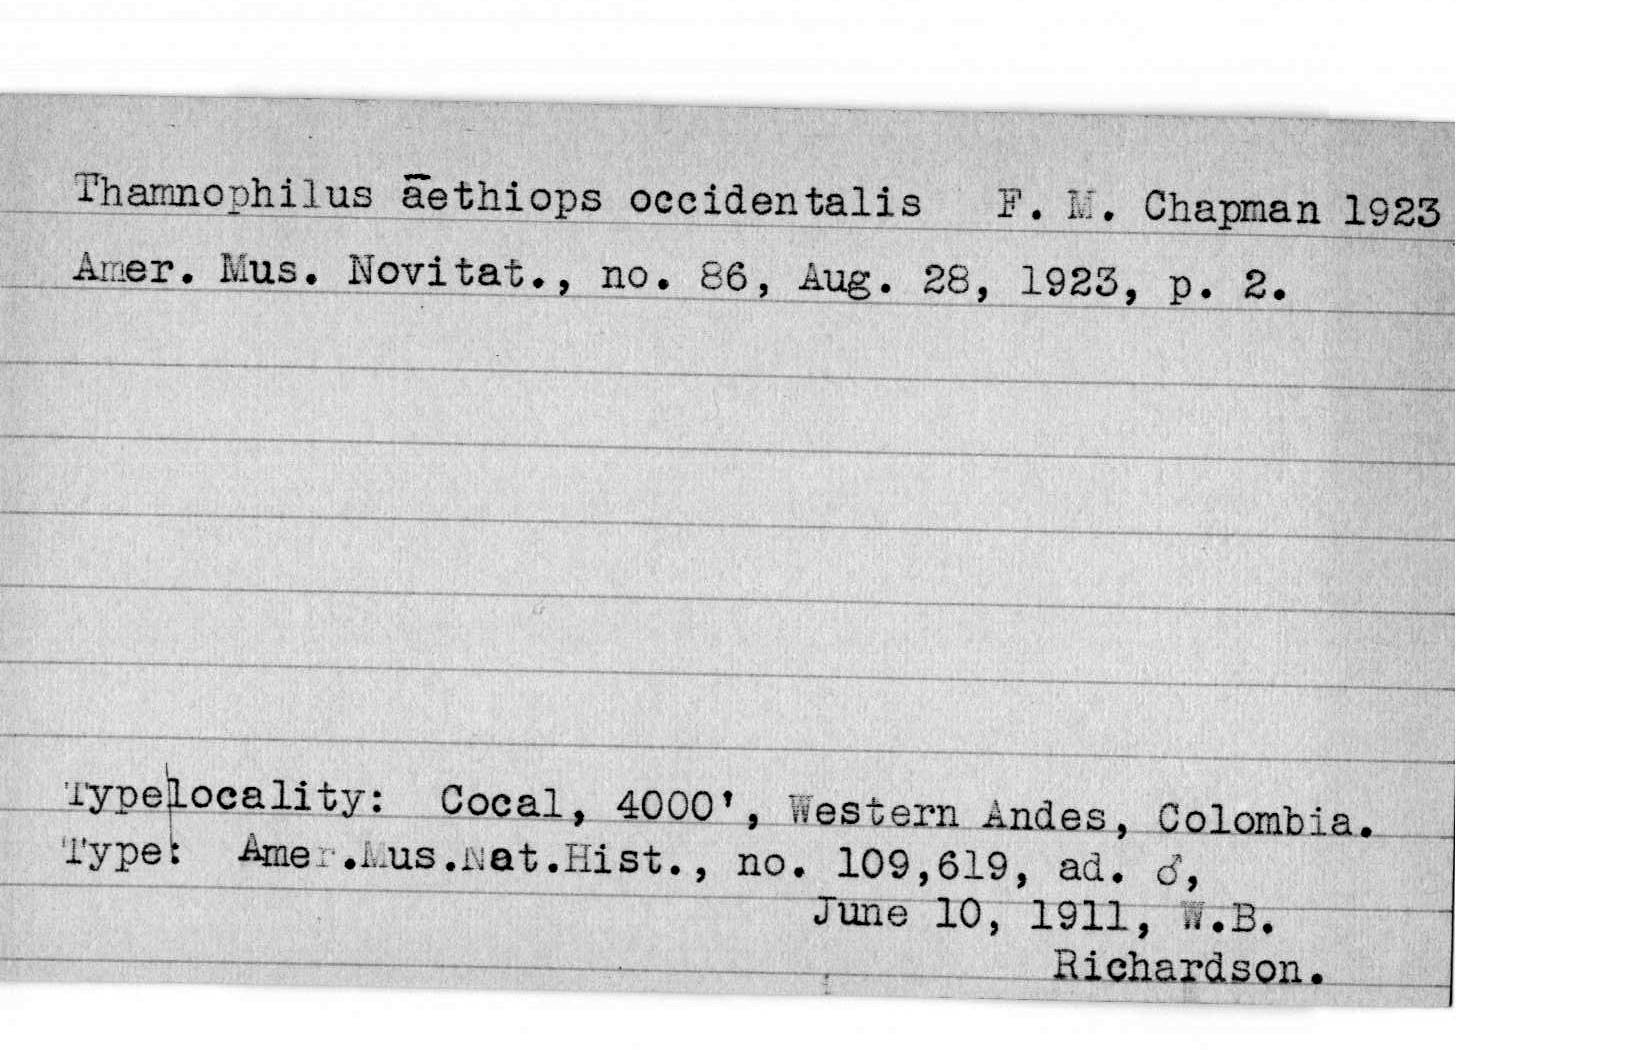 Thamnophilus āethiops occidentalis F. M. Chapman 1923
Amer. Mus. Novitat., no. 86, Aug. 28, 1923, p. 2.
Type|locality: Cocal, 4000', Western Andes, Colombia.
Type: Amer.Mus.Nat.Hist., no. 109,619, ad. ♂,
June 10, 1911, W.B.
Richardson.